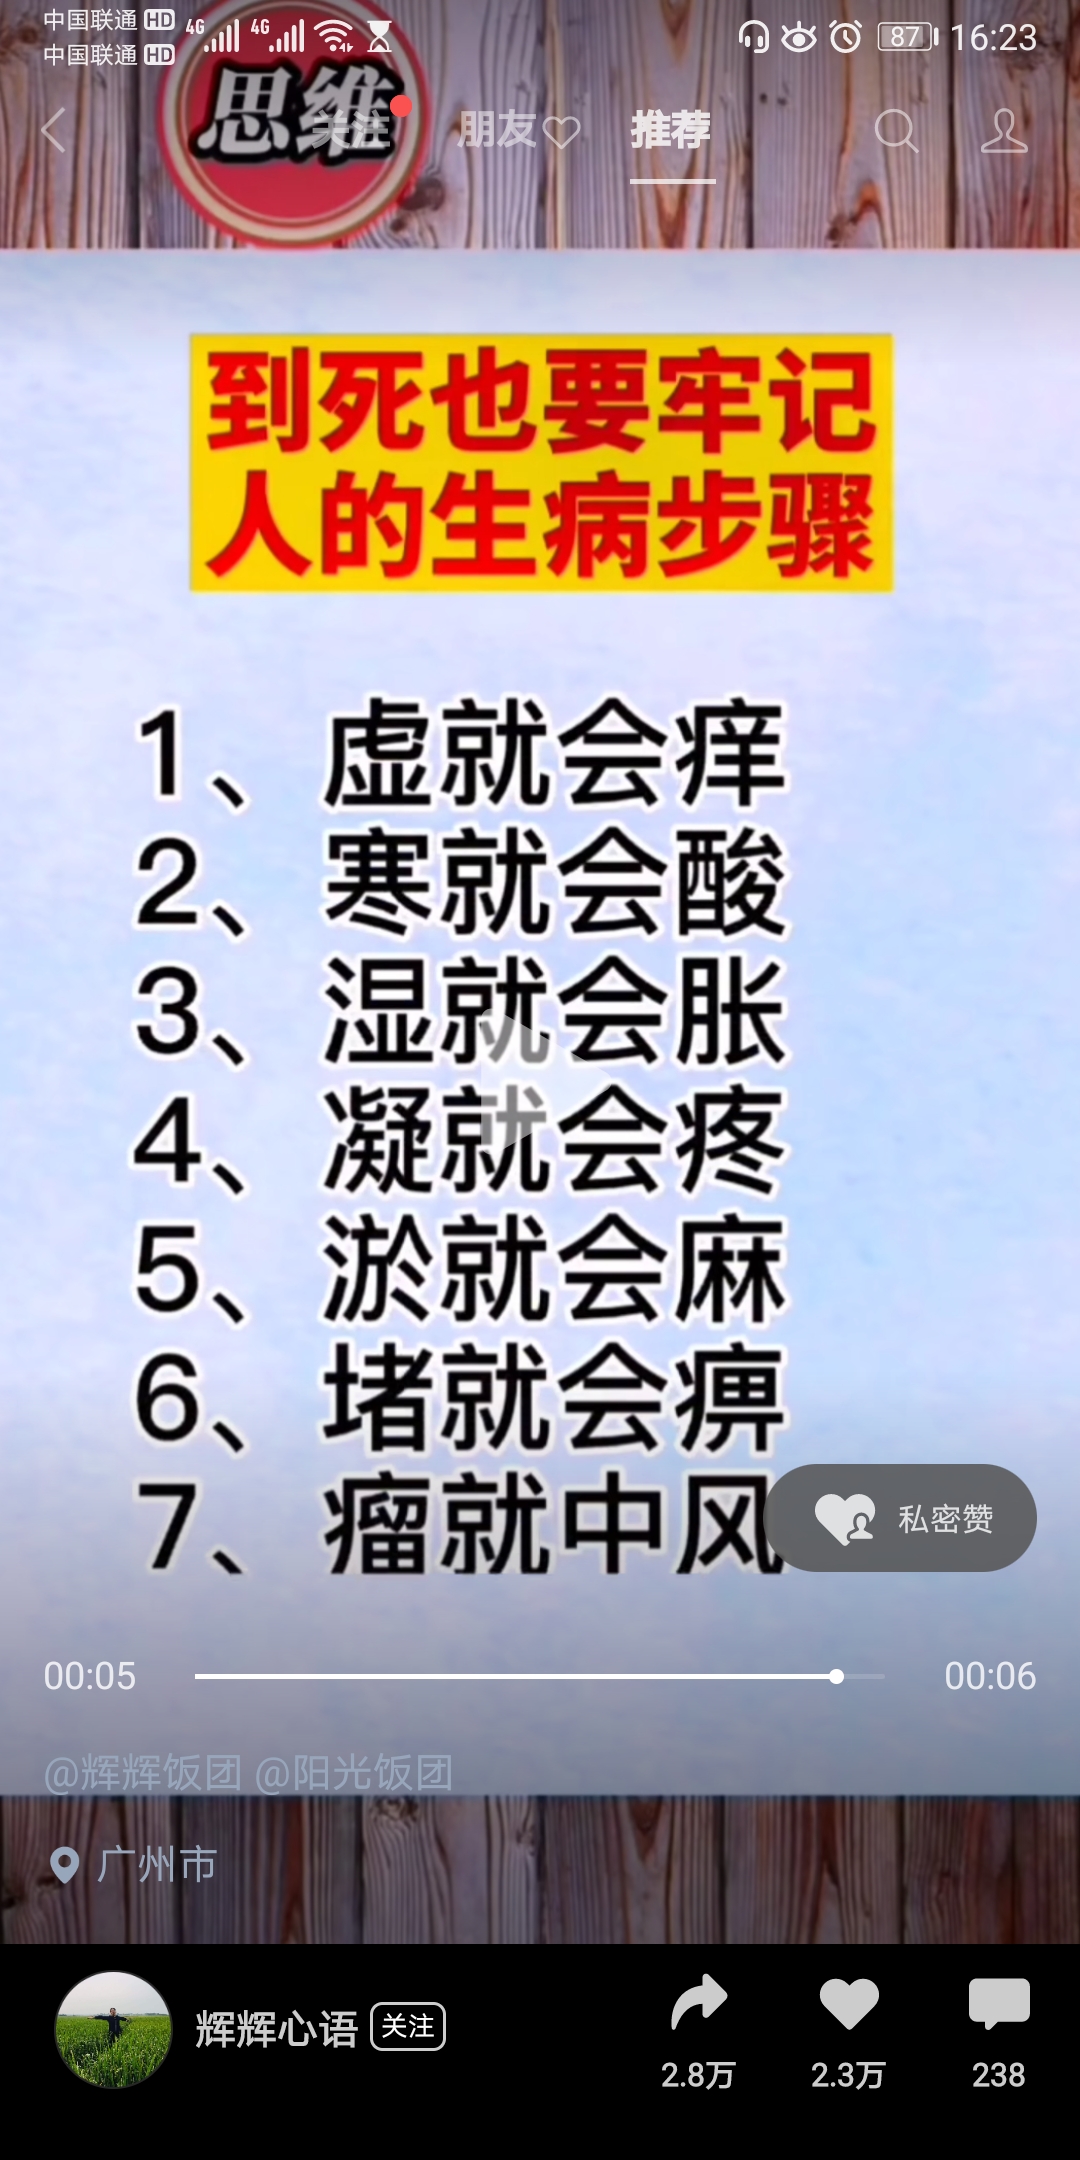 中国联通 HD 4G 4G 87 16:23
中国联通 HD
思维
关注 朋友 推荐
到死也要牢记
人的生病步骤
1、虚就会痒
2、寒就会酸
3、湿就会胀
4、凝就会疼
5、淤就会麻
6、堵就会痹
7、瘤就中风
私密赞
00:05 00:06
@辉辉饭团 @阳光饭团
广州市
辉辉心语 关注
2.8万 2.3万 238